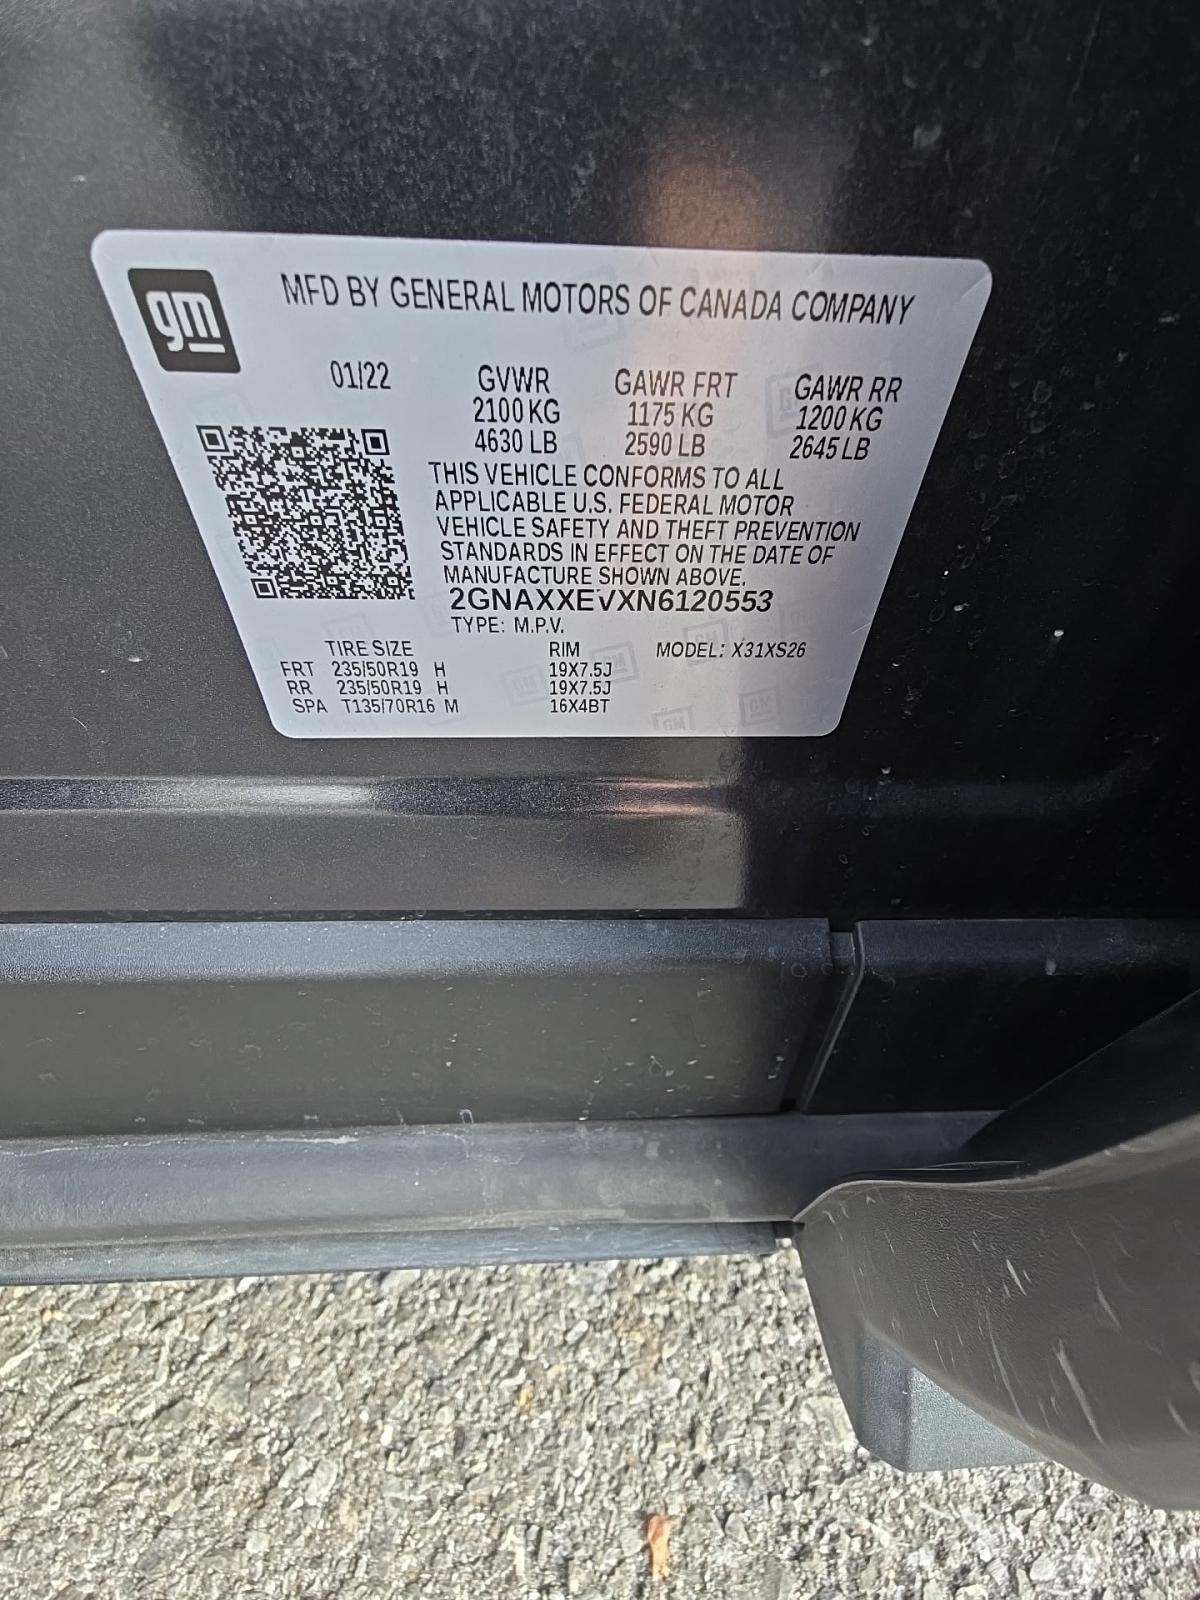 gm
MFD BY GENERAL MOTORS OF CANADA COMPANY
01/22 GVWR GAWR FRT GAWR RR
2100 KG 1175 KG 1200 KG
4630 LB 2590 LB 2645 LB
THIS VEHICLE CONFORMS TO ALL
APPLICABLE U.S. FEDERAL MOTOR
VEHICLE SAFETY AND THEFT PREVENTION
STANDARDS IN EFFECT ON THE DATE OF
MANUFACTURE SHOWN ABOVE.
2GNAXXEVXN6120553
TYPE: M.P.V.
TIRE SIZE RIM MODEL: X31XS26
FRT 235/50R19 H 19X7.5J
RR 235/50R19 H 19X7.5J
SPA T135/70R16 M 16X4BT